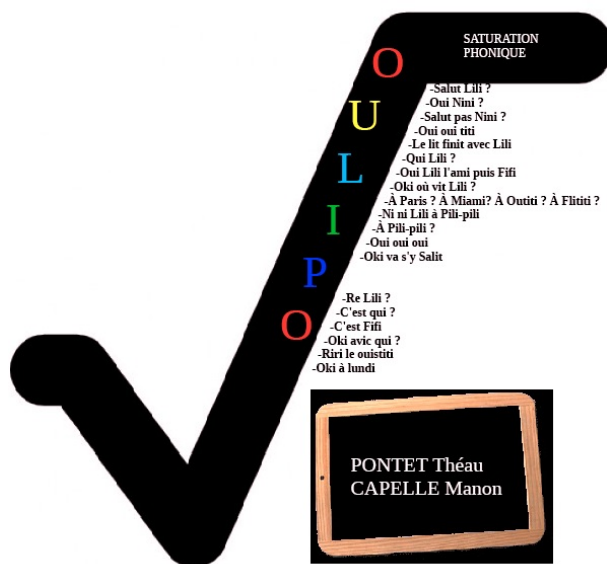 SATURATION
PHONIQUE
OULIPO
-Salut Lili ?
-Oui Nini ?
-Salut pas Nini ?
-Oui oui titi
-Le lit finit avec Lili
-Qui Lili ?
-Oui Lili l'ami puis Fifi
-Oki où vit Lili ?
-À Paris ? À Miami? À Outiti ? À Flititi ?
-Ni ni Lili à Pili-pili
-À Pili-pili ?
-Oui oui oui
-Oki va s'y Salit
-Re Lili ?
-C'est qui ?
-C'est Fifi
-Oki avic qui ?
-Riri le ouistiti
-Oki à lundi
PONTET Théau
CAPELLE Manon